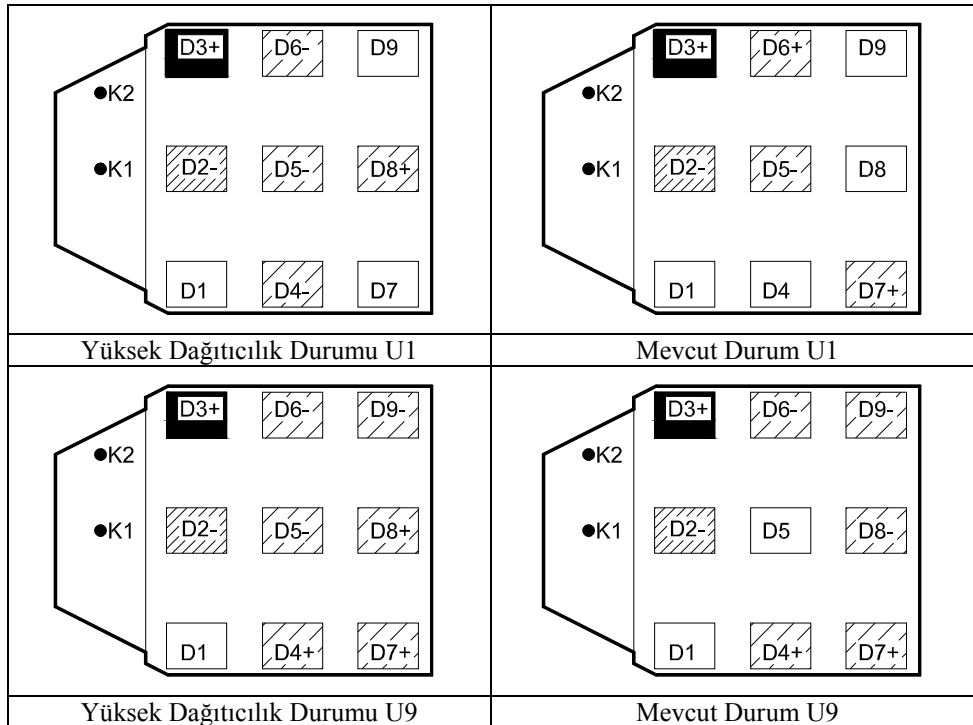 D3+ D6- D9
K2
K1 D2- D5- D8+
D1 D4- D7
Yüksek Dağıtıcılık Durumu U1
D3+ D6+ D9
K2
K1 D2- D5- D8
D1 D4 D7+
Mevcut Durum U1
D3+ D6- D9-
K2
K1 D2- D5- D8+
D1 D4+ D7+
Yüksek Dağıtıcılık Durumu U9
D3+ D6- D9-
K2
K1 D2- D5 D8-
D1 D4+ D7+
Mevcut Durum U9